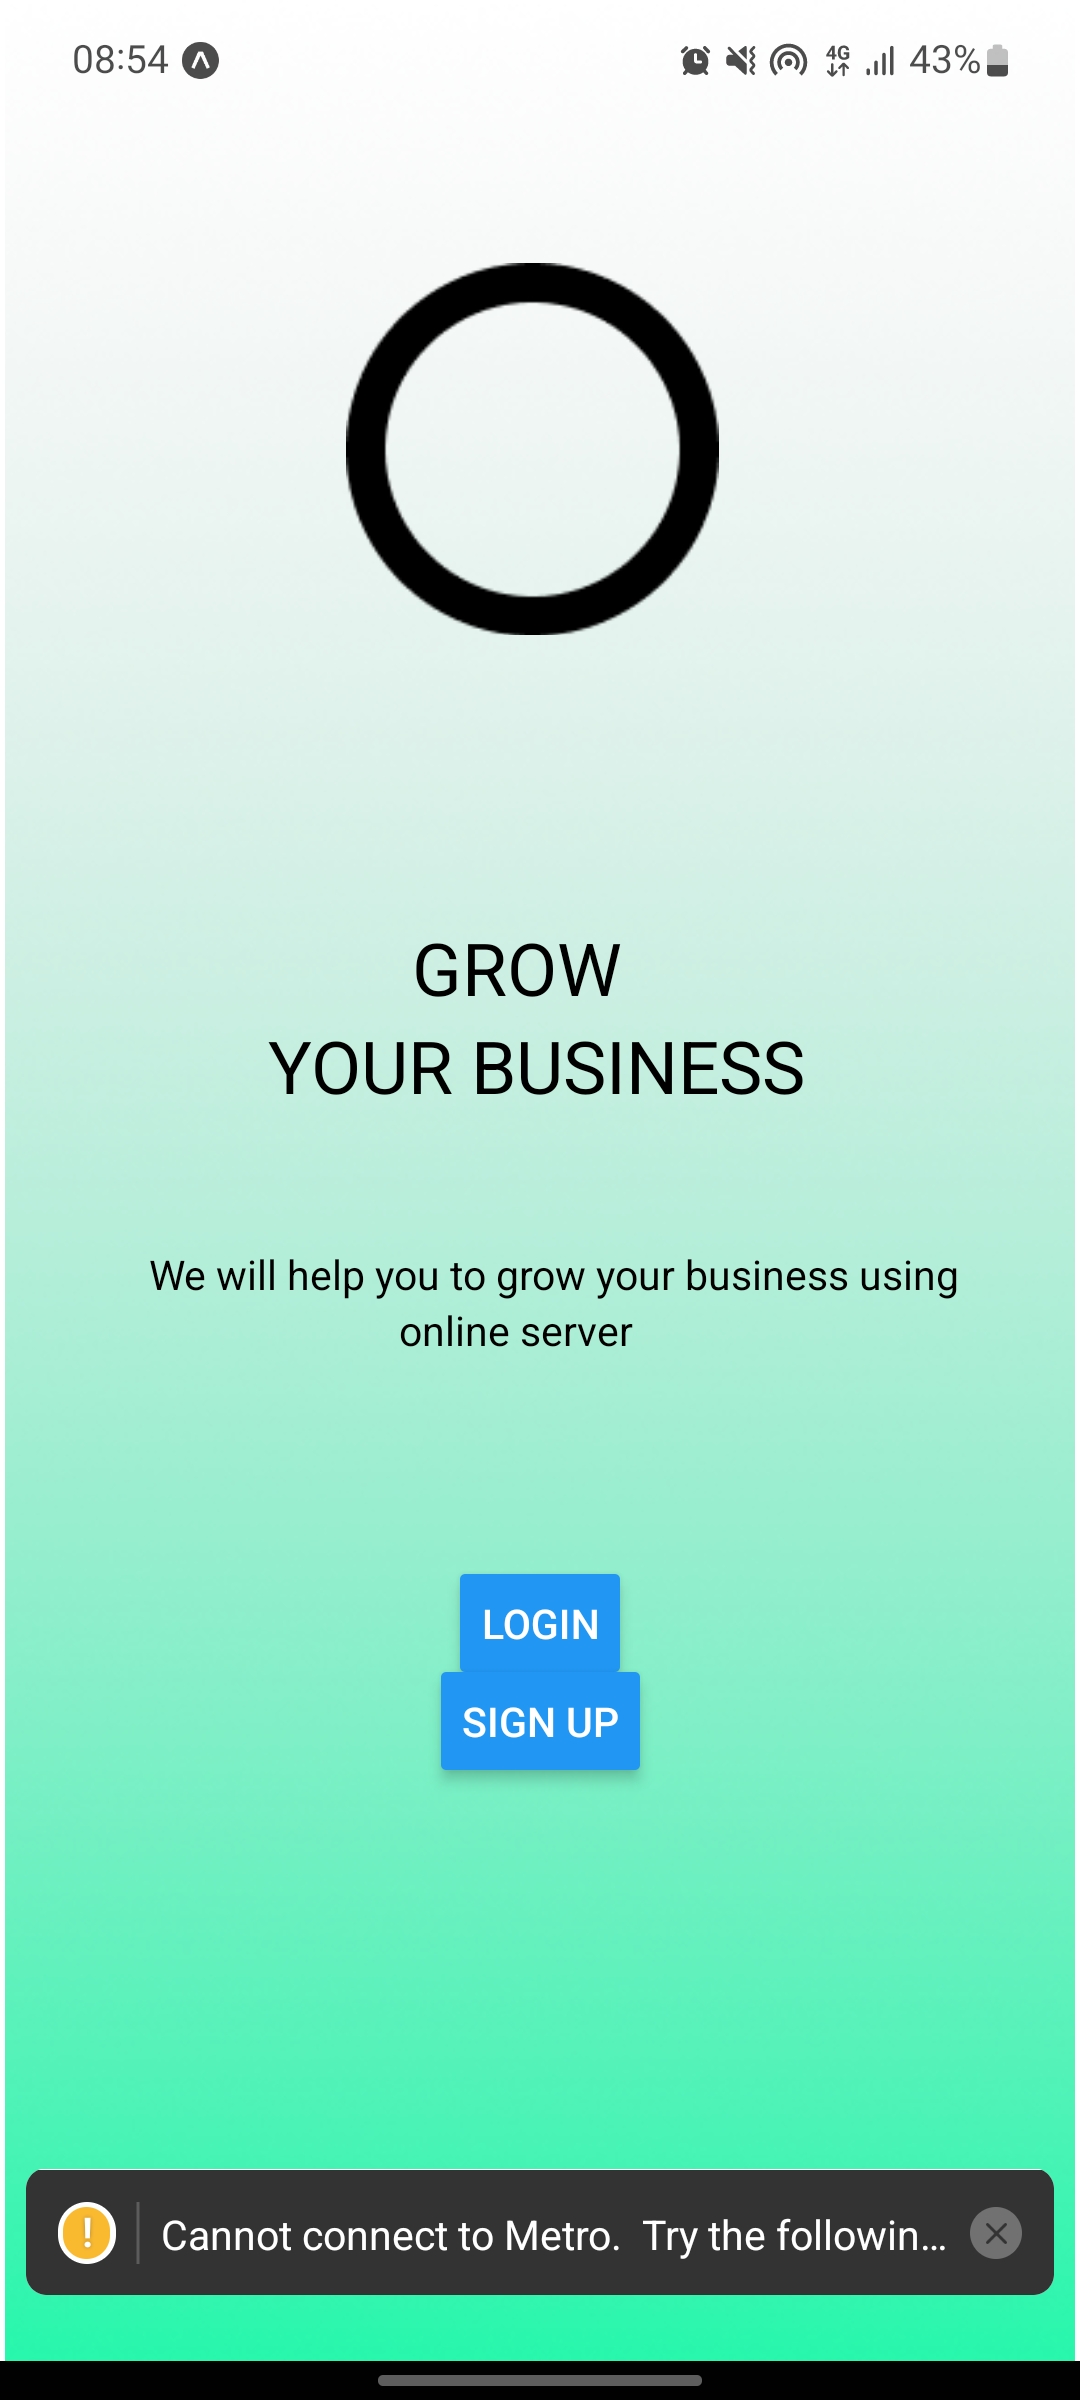 08:54
4G
43%
GROW
YOUR BUSINESS
We will help you to grow your business using
online server
LOGIN
SIGN UP
! Cannot connect to Metro. Try the followin...